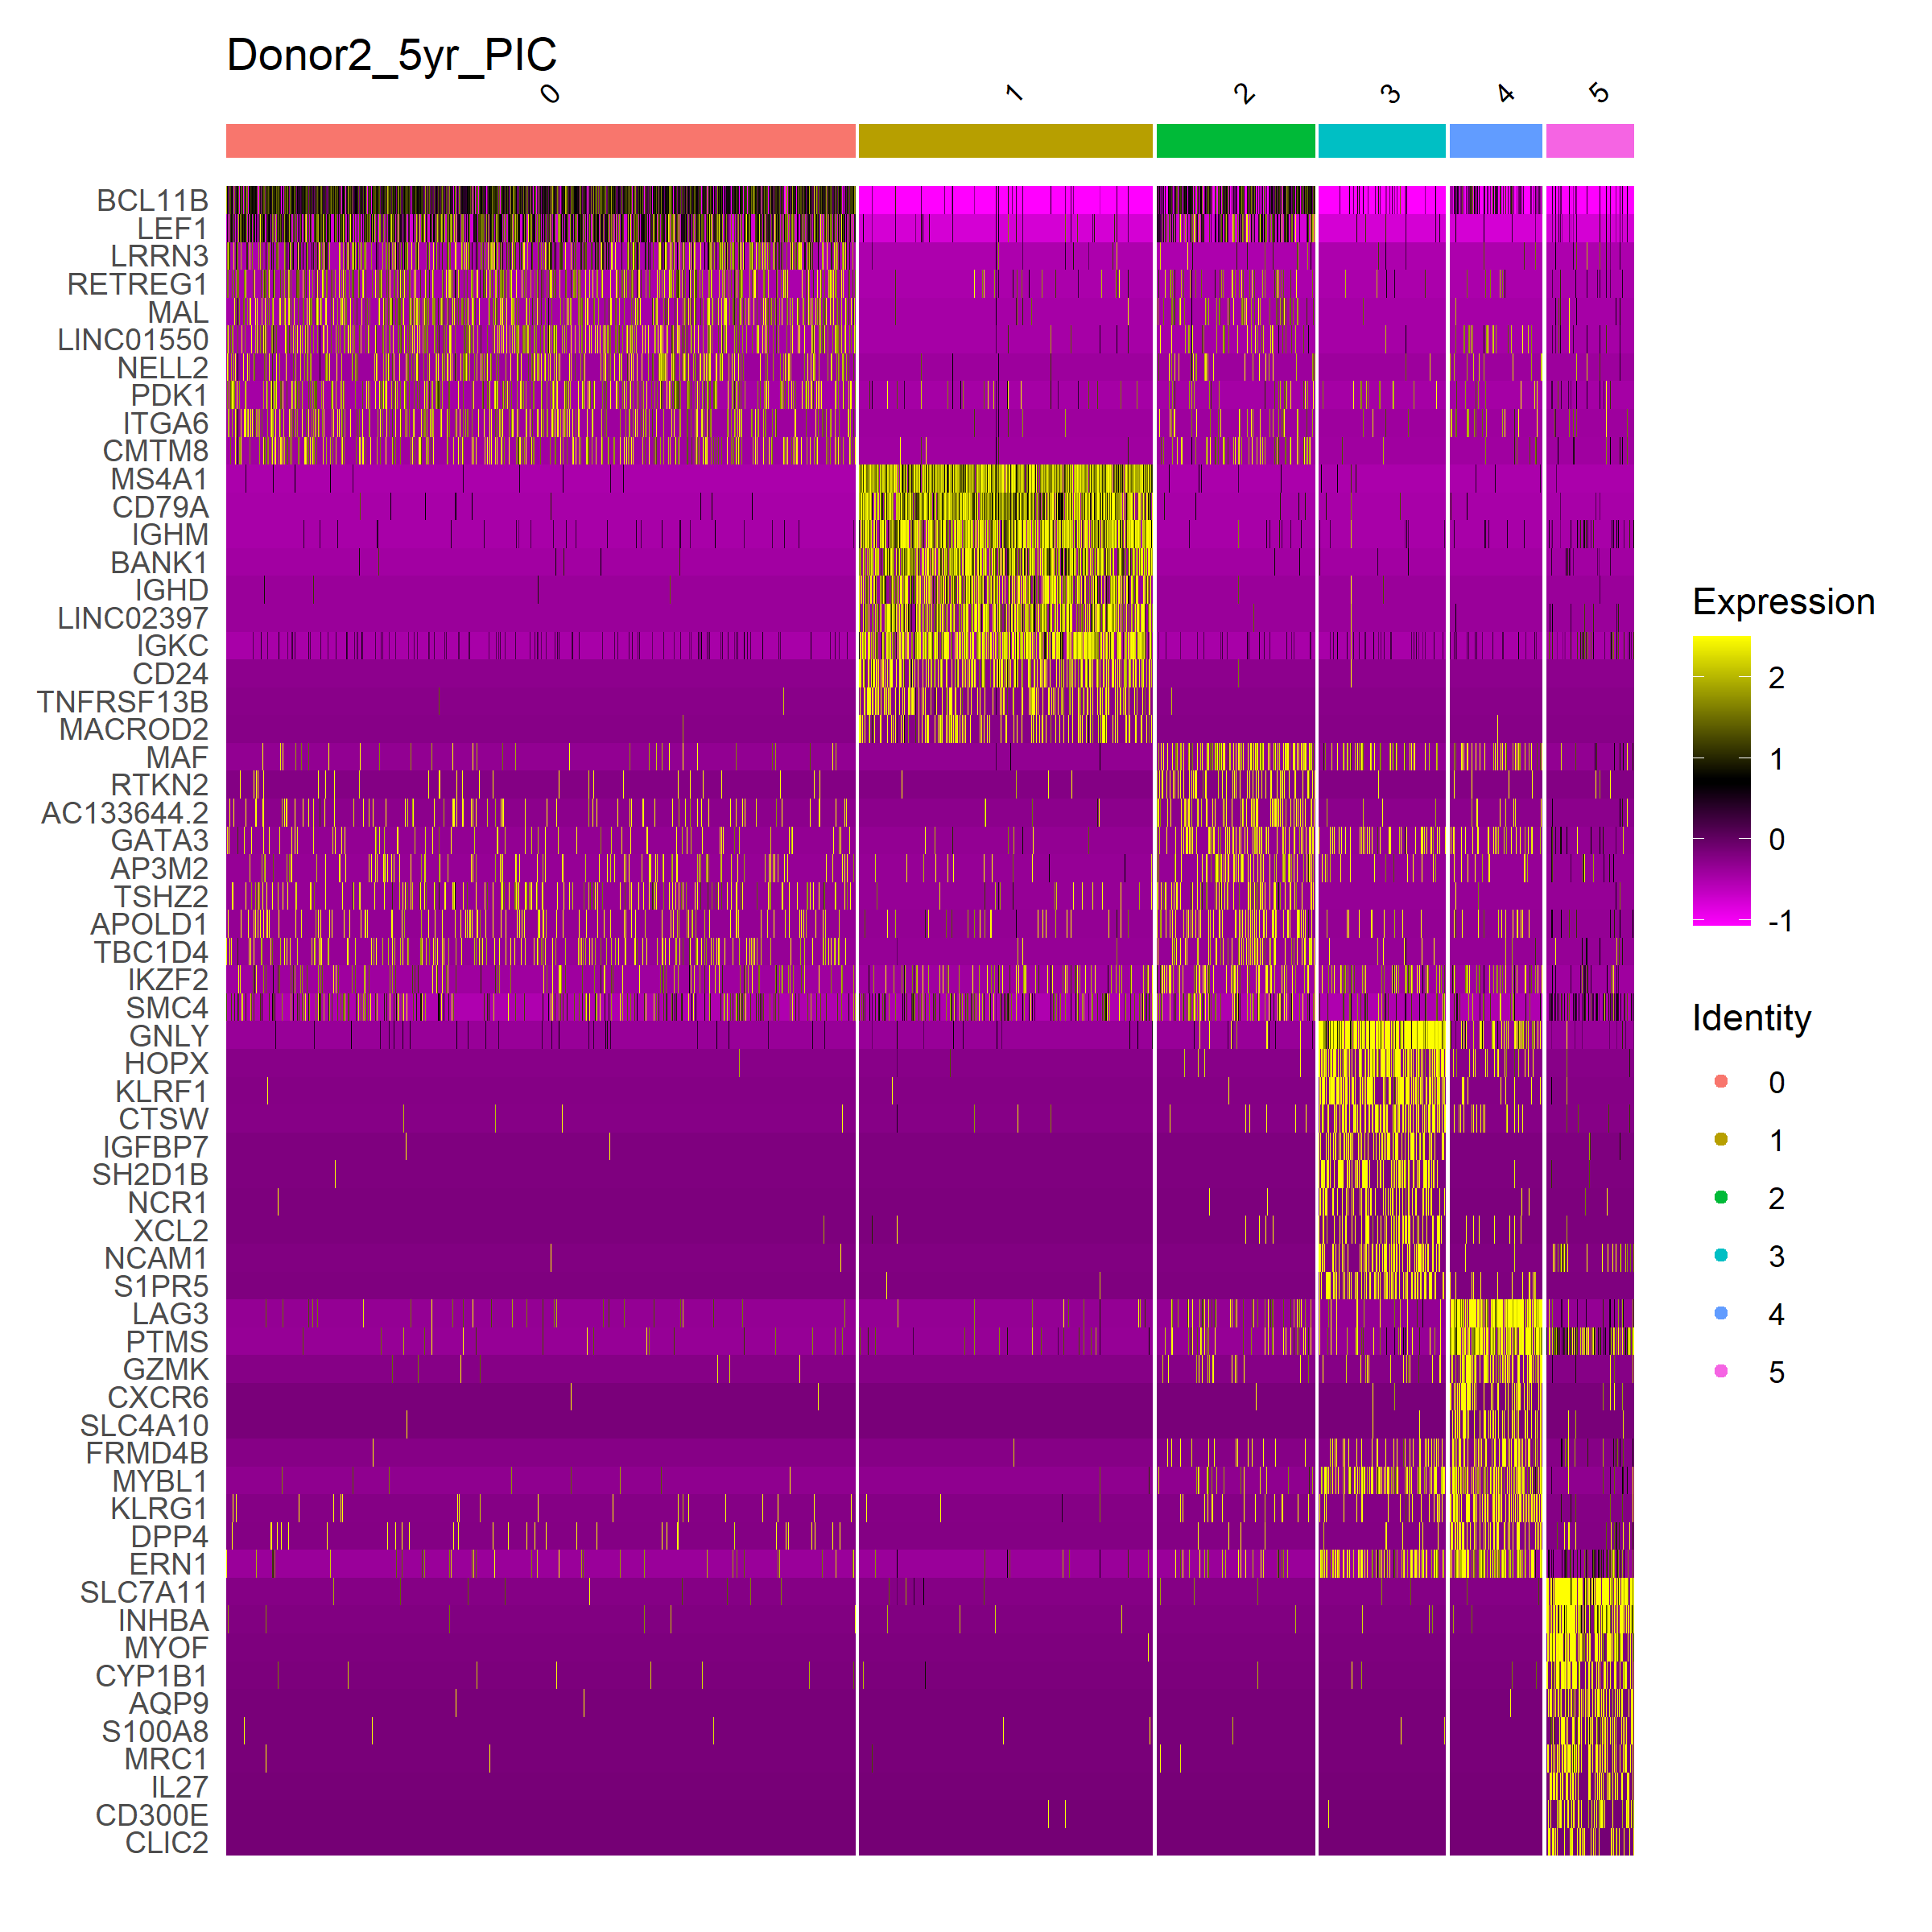 Donor2_5yr_PIC
0 1 2 3 4 5
BCL11B
LEF1
LRRN3
RETREG1
MAL
LINC01550
NELL2
PDK1
ITGA6
CMTM8
MS4A1
CD79A
IGHM
BANK1
IGHD
LINC02397
IGKC
CD24
TNFRSF13B
MACROD2
MAF
RTKN2
AC133644.2
GATA3
AP3M2
TSHZ2
APOLD1
TBC1D4
IKZF2
SMC4
GNLY
HOPX
KLRF1
CTSW
IGFBP7
SH2D1B
NCR1
XCL2
NCAM1
S1PR5
LAG3
PTMS
GZMK
CXCR6
SLC4A10
FRMD4B
MYBL1
KLRG1
DPP4
ERN1
SLC7A11
INHBA
MYOF
CYP1B1
AQP9
S100A8
MRC1
IL27
CD300E
CLIC2
Expression
2
1
0
-1
Identity
0
1
2
3
4
5